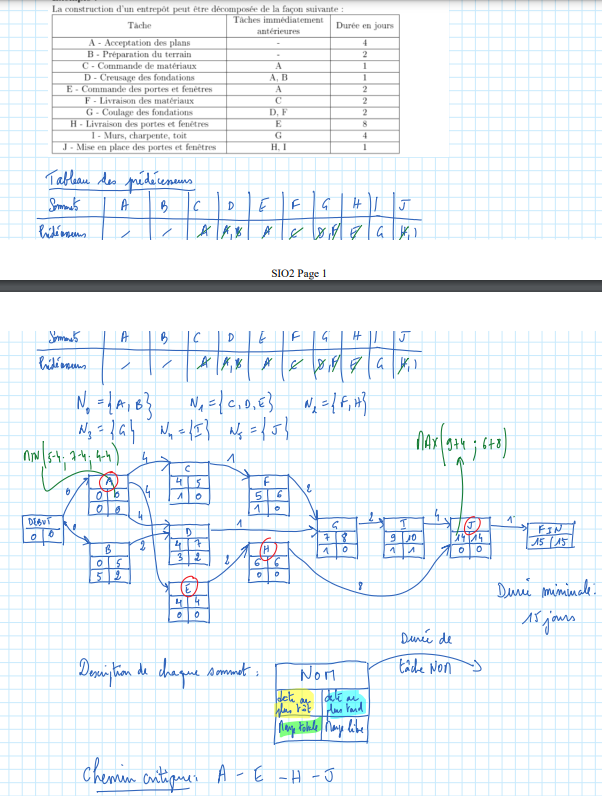 La construction d'un entrepôt peut être décomposée de la façon suivante :
Tâche | Tâches immédiatement antérieures | Durée en jours
A - Acceptation des plans | - | 4
B - Préparation du terrain | - | 2
C - Commande de matériaux | A | 1
D - Creusage des fondations | A, B | 1
E - Commande des portes et fenêtres | A | 2
F - Livraison des matériaux | C | 2
G - Coulage des fondations | D, F | 2
H - Livraison des portes et fenêtres | E | 8
I - Murs, charpente, toit | G | 4
J - Mise en place des portes et fenêtres | H, I | 1
Tableau des prédécesseurs
Sommets | A | B | C | D | E | F | G | H | I | J
Prédécesseurs | / | / | A | A, B | A | C | D, F | E | G | H, I
SIO2 Page 1
Sommets | A | B | C | D | E | F | G | H | I | J
Prédécesseurs | / | / | A | A, B | A | C | D, F | E | G | H, I
N0 = {A, B} N1 = {C, D, E} N2 = {F, H}
N3 = {G} N4 = {I} N5 = {J}
MIN (5-4; 7-4; 4-4)
MAX (9+4; 6+8)
DEBUT
0 0
0
0
A
0 0
0 0
B
0 5
5 2
4
4
4
2
C
4 5
1 0
D
4 7
3 2
E
4 4
0 0
1
1
2
F
5 6
1 0
H
6 6
0 0
2
8
G
7 8
1 0
2
I
9 10
1 1
4
J
14 14
0 0
1
FIN
15 15
Durée minimale :
15 jours
Description de chaque sommet :
NOM
date au plus tôt | date au plus tard
Marge totale | Marge libre
Durée de
tâche NOM
Chemin critique : A - E - H - J